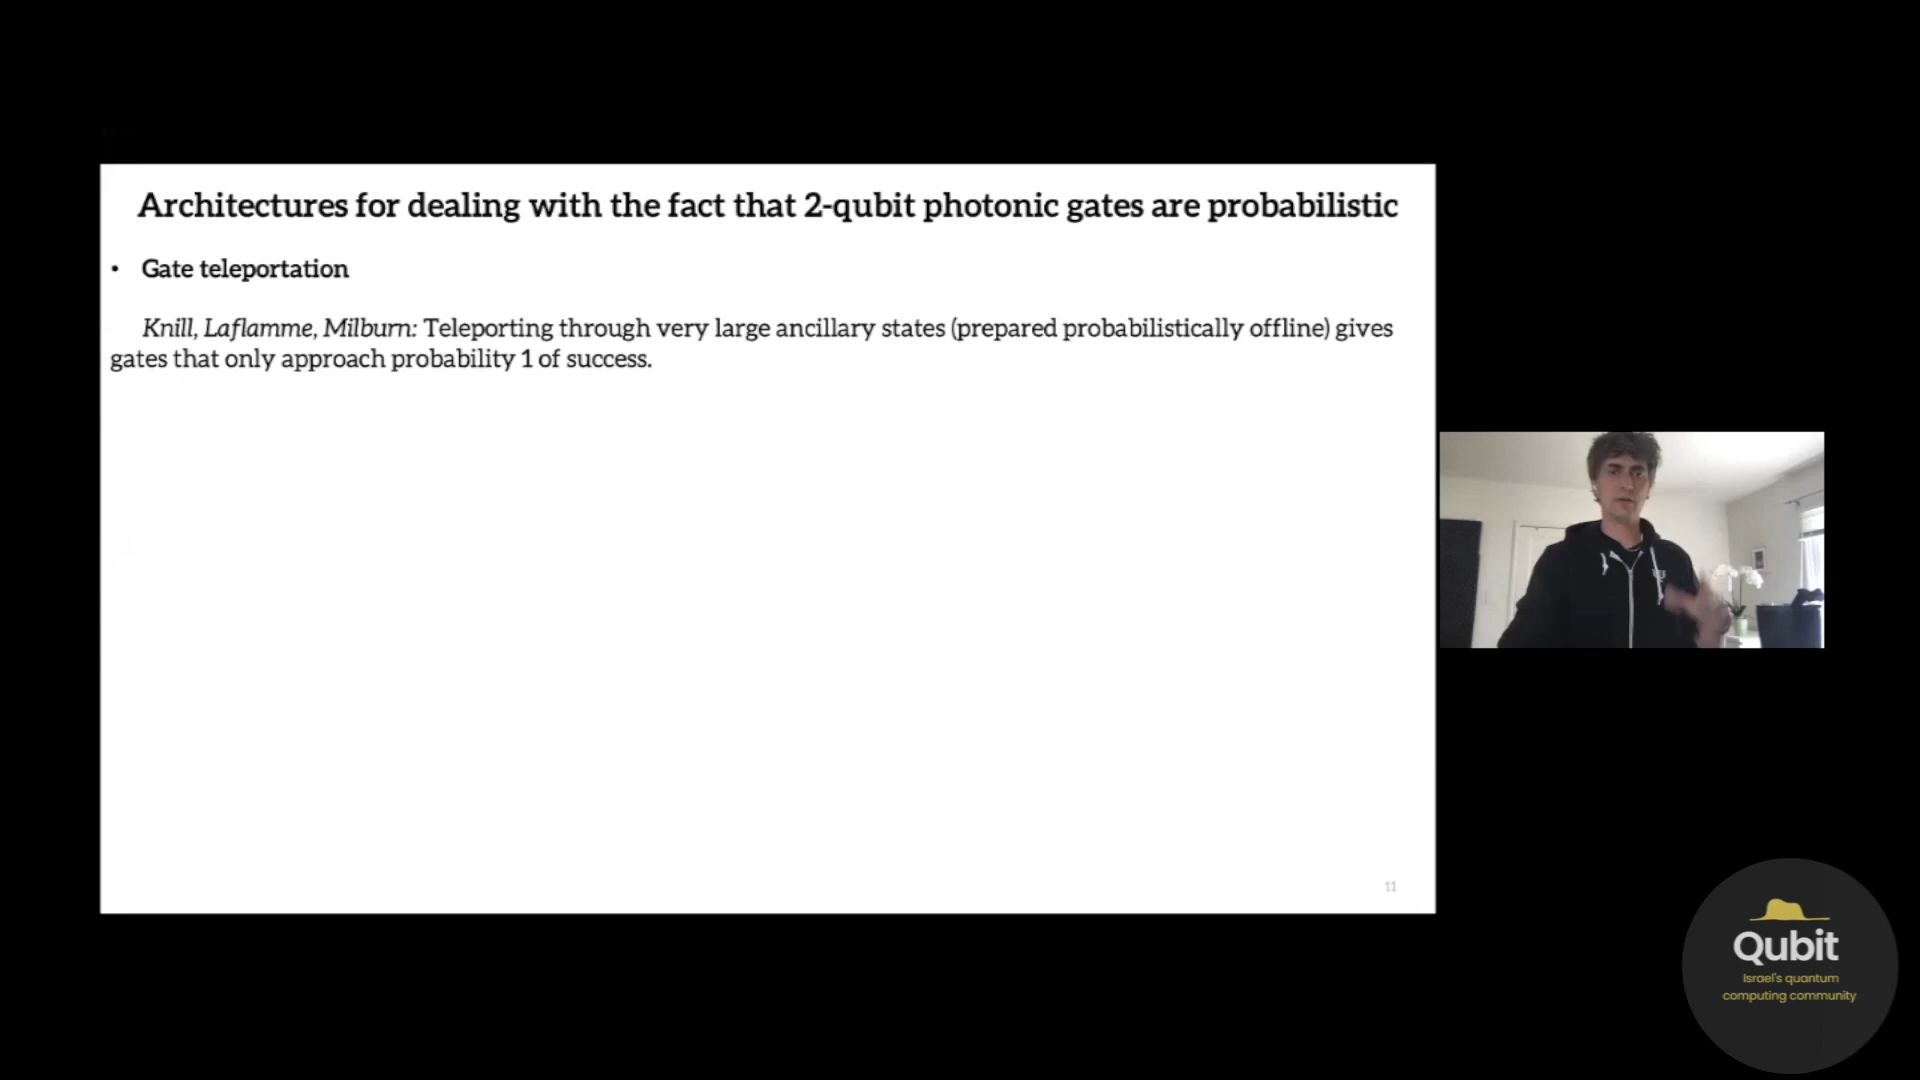 Architectures for dealing with the fact that 2-qubit photonic gates are probabilistic
• Gate teleportation
Knill, Laflamme, Milburn: Teleporting through very large ancillary states (prepared probabilistically offline) gives
gates that only approach probability 1 of success.
11
Qubit
Israel's quantum
computing community